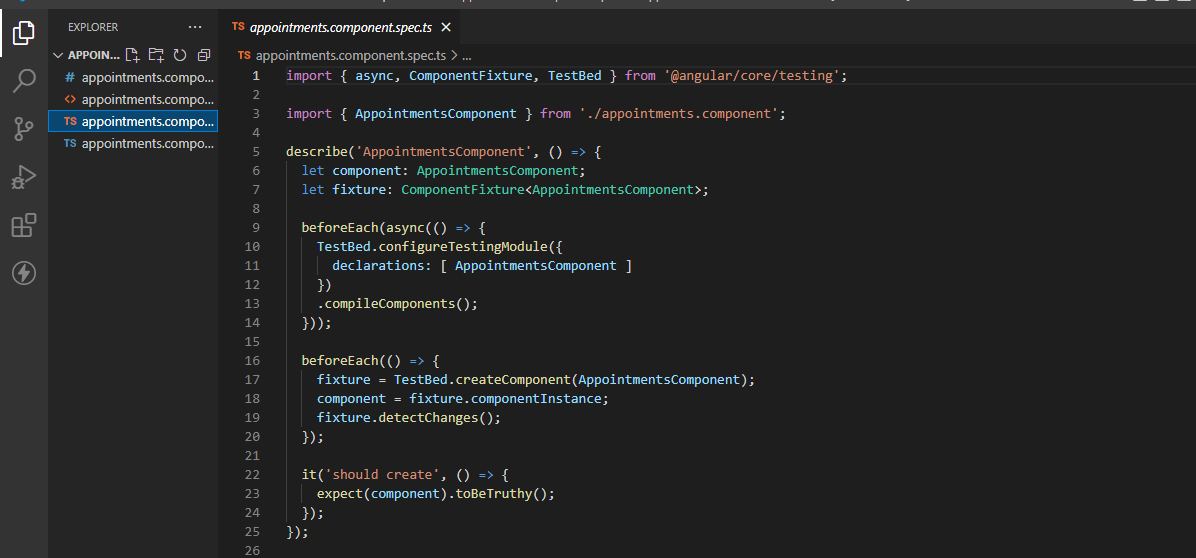 EXPLORER ...
APPOIN...
# appointments.compo...
<> appointments.compo...
TS appointments.compo...
TS appointments.compo...
TS appointments.component.spec.ts ×
TS appointments.component.spec.ts > ...
1 import { async, ComponentFixture, TestBed } from '@angular/core/testing';
2
3 import { AppointmentsComponent } from './appointments.component';
4
5 describe('AppointmentsComponent', () => {
6   let component: AppointmentsComponent;
7   let fixture: ComponentFixture<AppointmentsComponent>;
8
9   beforeEach(async(() => {
10     TestBed.configureTestingModule({
11       declarations: [ AppointmentsComponent ]
12     })
13     .compileComponents();
14   }));
15
16   beforeEach(() => {
17     fixture = TestBed.createComponent(AppointmentsComponent);
18     component = fixture.componentInstance;
19     fixture.detectChanges();
20   });
21
22   it('should create', () => {
23     expect(component).toBeTruthy();
24   });
25 });
26